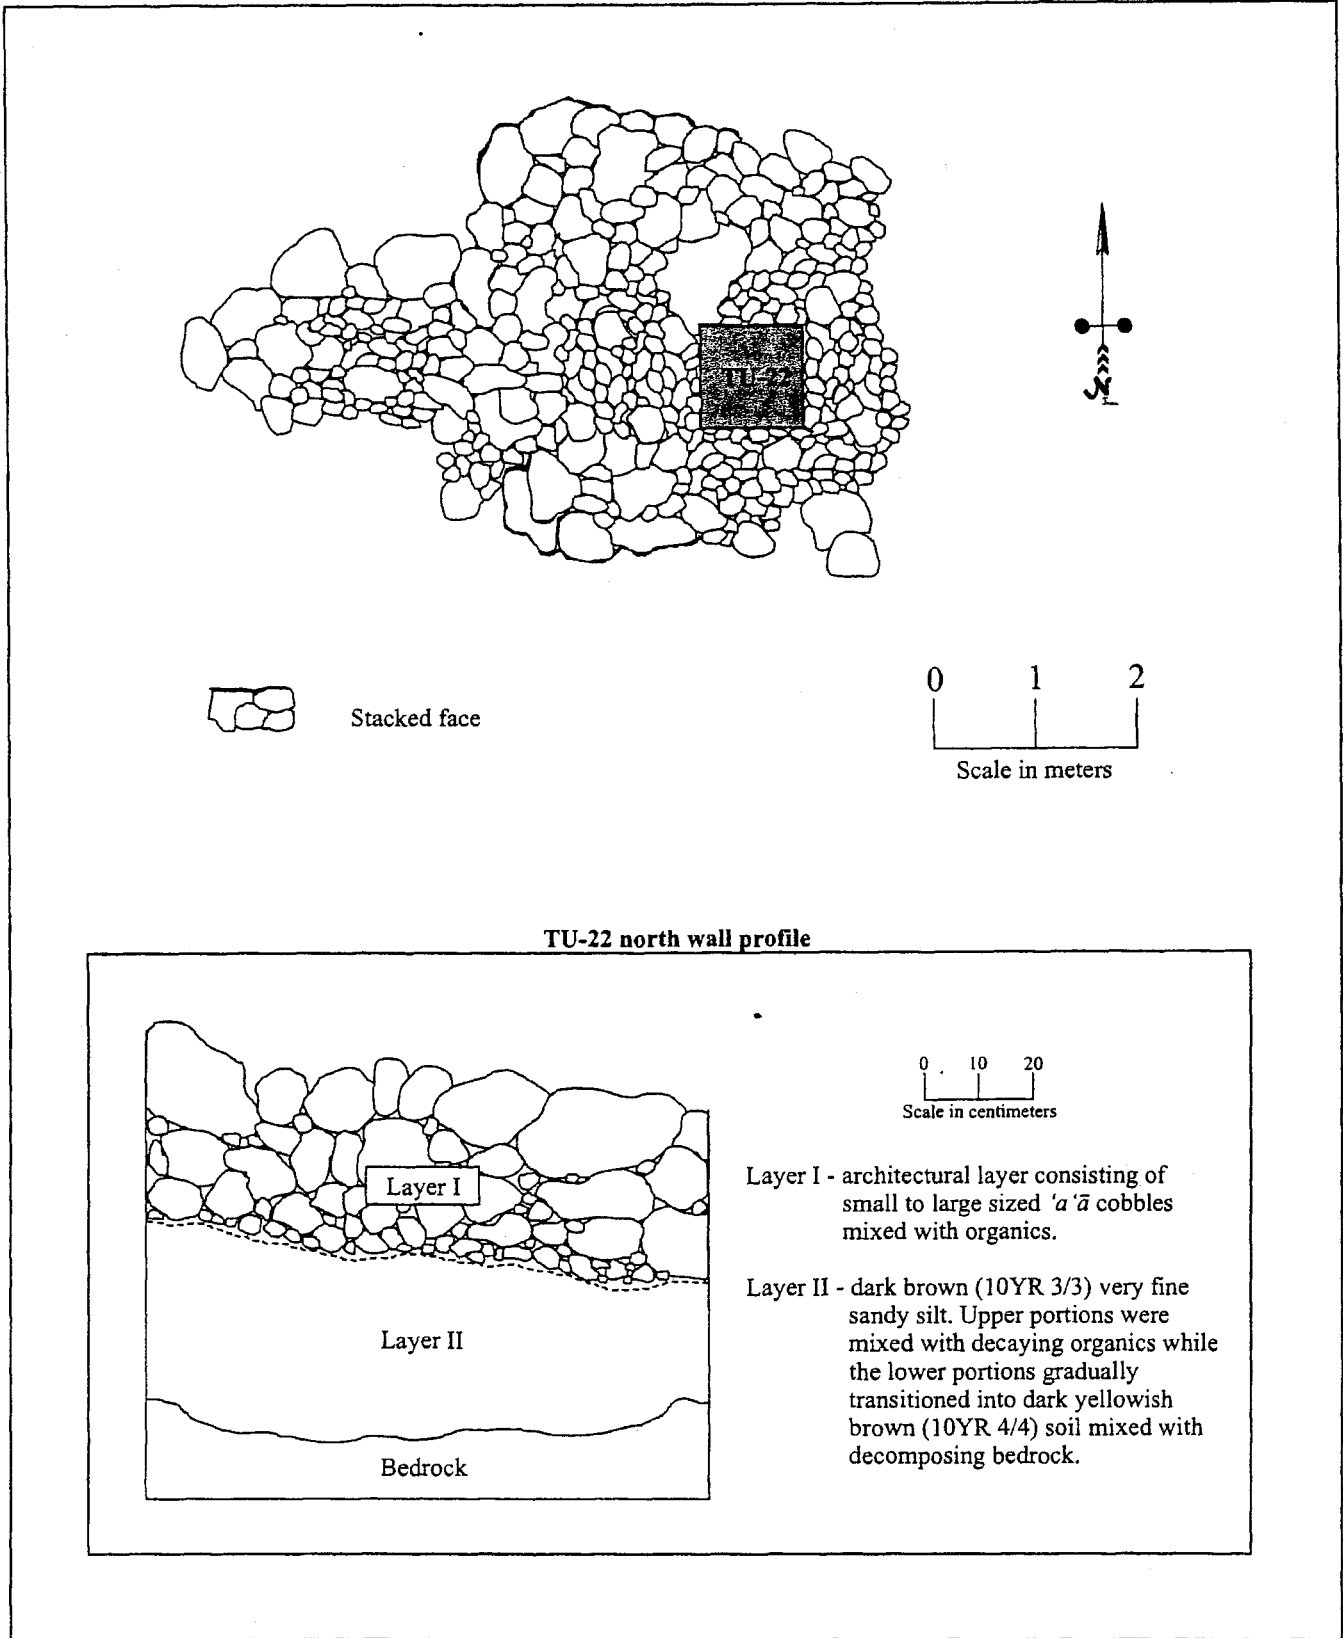 TU-22
N
Stacked face
0 1 2
Scale in meters
TU-22 north wall profile
0 10 20
Scale in centimeters
Layer I
Layer II
Bedrock
Layer I - architectural layer consisting of
small to large sized ʻaʻā cobbles
mixed with organics.
Layer II - dark brown (10YR 3/3) very fine
sandy silt. Upper portions were
mixed with decaying organics while
the lower portions gradually
transitioned into dark yellowish
brown (10YR 4/4) soil mixed with
decomposing bedrock.